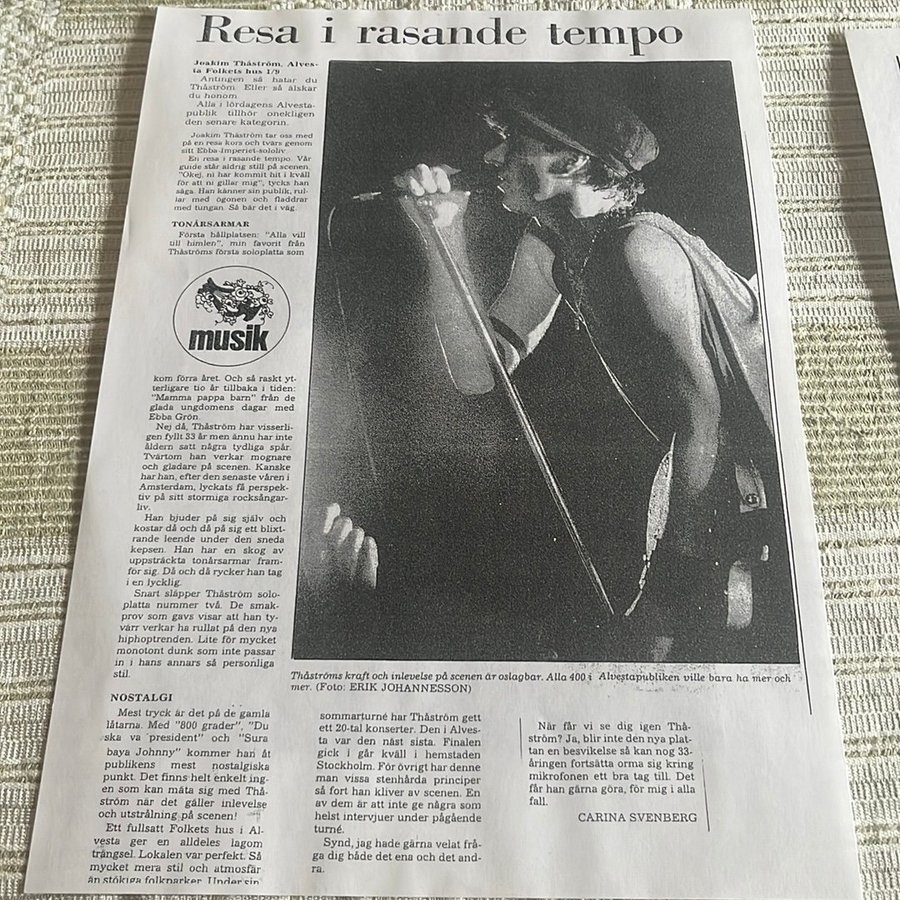 Resa i rasande tempo
Joakim Thåström, Alves-
ta Folkets hus 1/9
Antingen så hatar du
Thåström. Eller så älskar
du honom.
Alla i lördagens Alvesta-
publik tillhör onekligen
den senare kategorin.
Joakim Thåström tar oss med
på en resa kors och tvärs genom
sitt Ebba-Imperiet-sololiv.
En resa i rasande tempo. Vår
guide står aldrig still på scenen.
"Okej, ni har kommit hit i kväll
för att ni gillar mig", tycks han
säga. Han känner sin publik, rul-
lar med ögonen och fladdrar
med tungan. Så bär det i väg.
TONÅRSARMAR
Första hållplatsen: "Alla vill
till himlen", min favorit från
Thåströms första soloplatta som
musik
kom förra året. Och så raskt yt-
terligare tio år tillbaka i tiden:
"Mamma pappa barn" från de
glada ungdomens dagar med
Ebba Grön.
Nej då, Thåström har visserli-
gen fyllt 33 år men ännu har inte
åldern satt några tydliga spår.
Tvärtom han verkar mognare
och gladare på scenen. Kanske
har han, efter den senaste våren i
Amsterdam, lyckats få perspek-
tiv på sitt stormiga rocksångar-
liv.
Han bjuder på sig själv och
kostar då och då på sig ett blixt-
rande leende under den sneda
kepsen. Han har en skog av
uppsträckta tonårsarmar fram-
för sig. Då och då rycker han tag
i en lycklig.
Snart släpper Thåström solo-
platta nummer två. De smak-
prov som gavs visar att han ty-
värr verkar ha rullat på den nya
hiphoptrenden. Lite för mycket
monotont dunk som inte passar
in i hans annars så personliga
stil.
NOSTALGI
Mest tryck är det på de gamla
låtarna. Med "800 grader", "Du
ska va president" och "Sura
baya Johnny" kommer han åt
publikens mest nostalgiska
punkt. Det finns helt enkelt ing-
en som kan mäta sig med Thå-
ström när det gäller inlevelse
och utstrålning på scenen!
Ett fullsatt Folkets hus i Al-
vesta ger en alldeles lagom
trängsel. Lokalen var perfekt. Så
mycket mera stil och atmosfär
än stökiga folkparker. Under sin
Thåströms kraft och inlevelse på scenen är oslagbar. Alla 400 i Alvestapubliken ville bara ha mer och
mer. (Foto: ERIK JOHANNESSON)
sommarturné har Thåström gett
ett 20-tal konserter. Den i Alves-
ta var den näst sista. Finalen
gick i går kväll i hemstaden
Stockholm. För övrigt har denne
man vissa stenhårda principer
så fort han kliver av scenen. En
av dem är att inte ge några som
helst intervjuer under pågående
turné.
Synd, jag hade gärna velat frå-
ga dig både det ena och det and-
ra.
När får vi se dig igen Thå-
ström? Ja, blir inte den nya plat-
tan en besvikelse så kan nog 33-
åringen fortsätta orma sig kring
mikrofonen ett bra tag till. Det
får han gärna göra, för mig i alla
fall.
CARINA SVENBERG